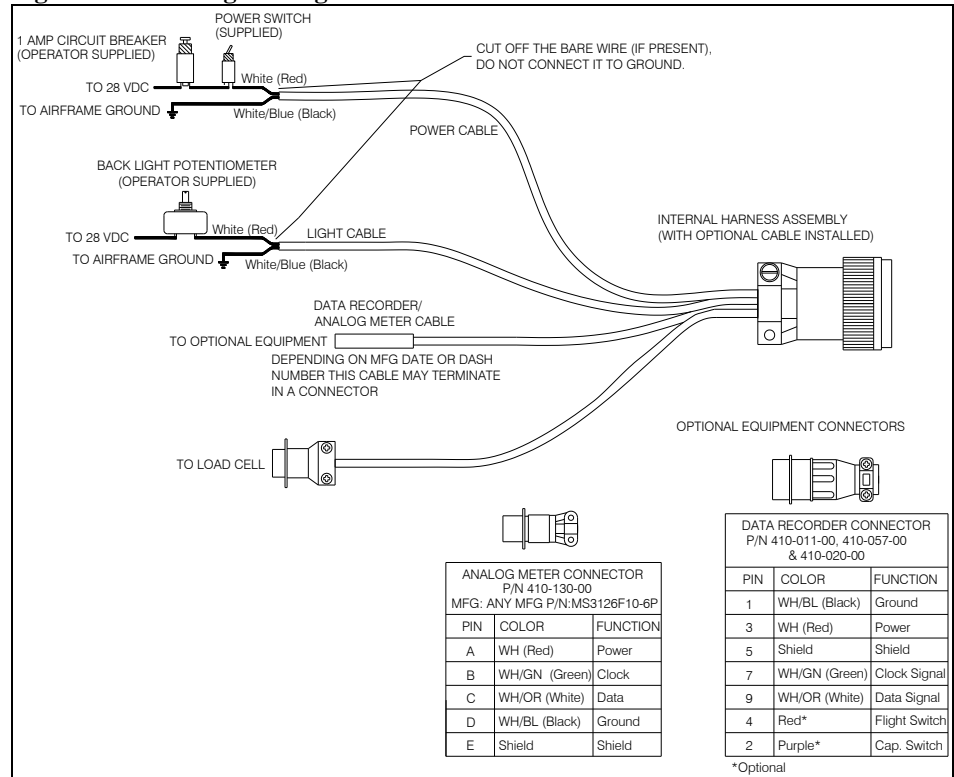 POWER SWITCH
(SUPPLIED)
1 AMP CIRCUIT BREAKER
(OPERATOR SUPPLIED)
CUT OFF THE BARE WIRE (IF PRESENT),
DO NOT CONNECT IT TO GROUND.
White (Red)
TO 28 VDC
TO AIRFRAME GROUND
White/Blue (Black)
POWER CABLE
BACK LIGHT POTENTIOMETER
(OPERATOR SUPPLIED)
INTERNAL HARNESS ASSEMBLY
(WITH OPTIONAL CABLE INSTALLED)
White (Red)
LIGHT CABLE
TO 28 VDC
TO AIRFRAME GROUND
White/Blue (Black)
DATA RECORDER/
ANALOG METER CABLE
TO OPTIONAL EQUIPMENT
DEPENDING ON MFG DATE OR DASH
NUMBER THIS CABLE MAY TERMINATE
IN A CONNECTOR
OPTIONAL EQUIPMENT CONNECTORS
TO LOAD CELL
ANALOG METER CONNECTOR
P/N 410-130-00
MFG: ANY MFG P/N:MS3126F10-6P
PIN COLOR FUNCTION
A WH (Red) Power
B WH/GN (Green) Clock
C WH/OR (White) Data
D WH/BL (Black) Ground
E Shield Shield
DATA RECORDER CONNECTOR
P/N 410-011-00, 410-057-00
& 410-020-00
PIN COLOR FUNCTION
1 WH/BL (Black) Ground
3 WH (Red) Power
5 Shield Shield
7 WH/GN (Green) Clock Signal
9 WH/OR (White) Data Signal
4 Red* Flight Switch
2 Purple* Cap. Switch
*Optional